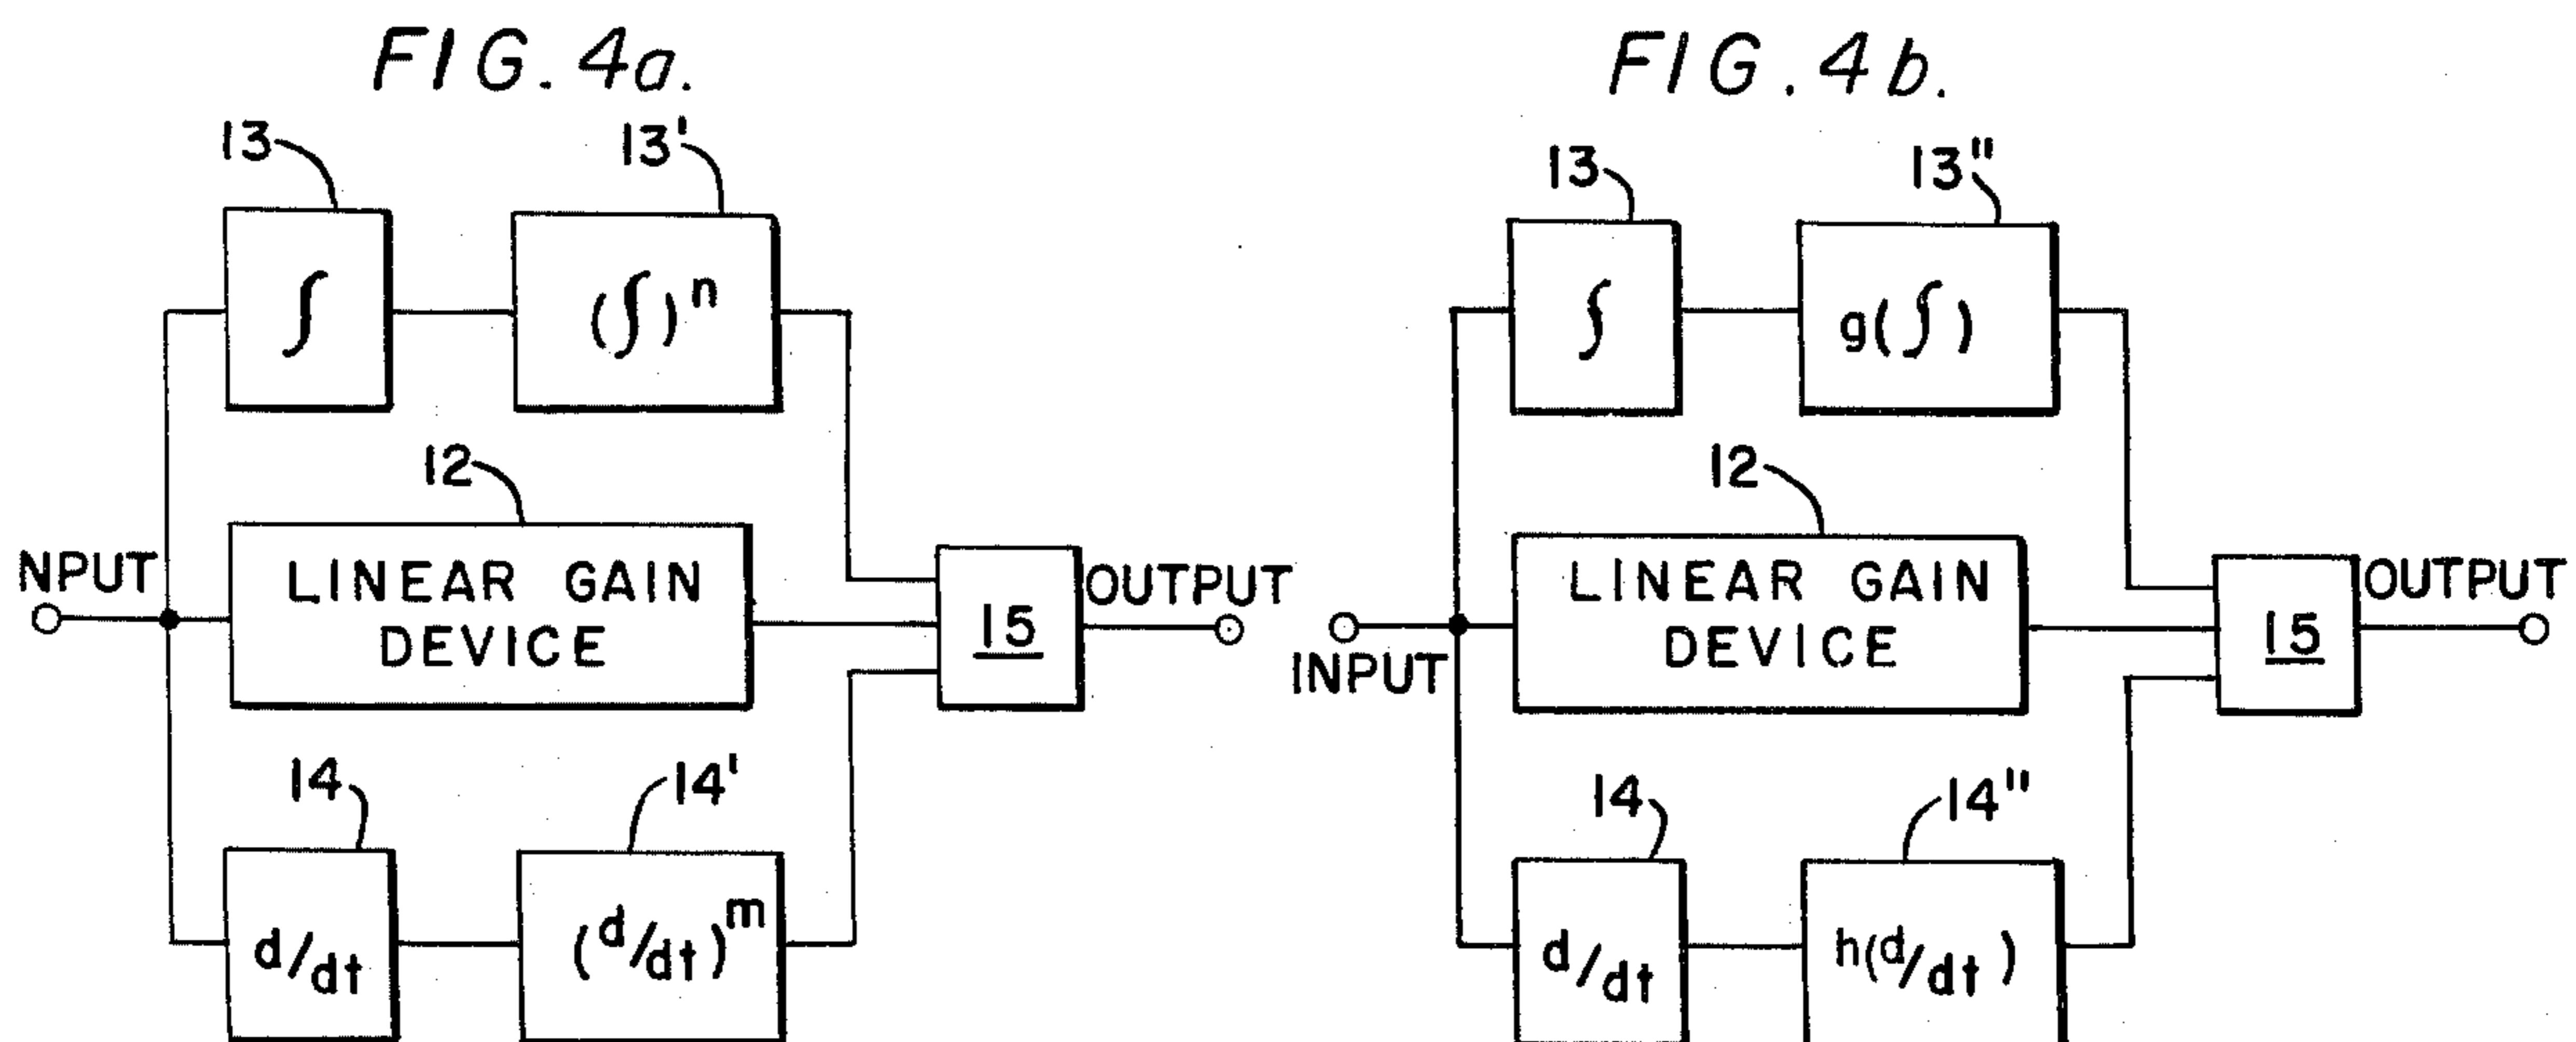 FIG. 4a.
13
13'
∫
(∫)ⁿ
12
NPUT
LINEAR GAIN
DEVICE
15
OUTPUT
14
14'
d/dt
(d/dt)ᵐ
FIG. 4b.
13
13"
∫
g(∫)
12
INPUT
LINEAR GAIN
DEVICE
15
OUTPUT
14
14"
d/dt
h(d/dt)